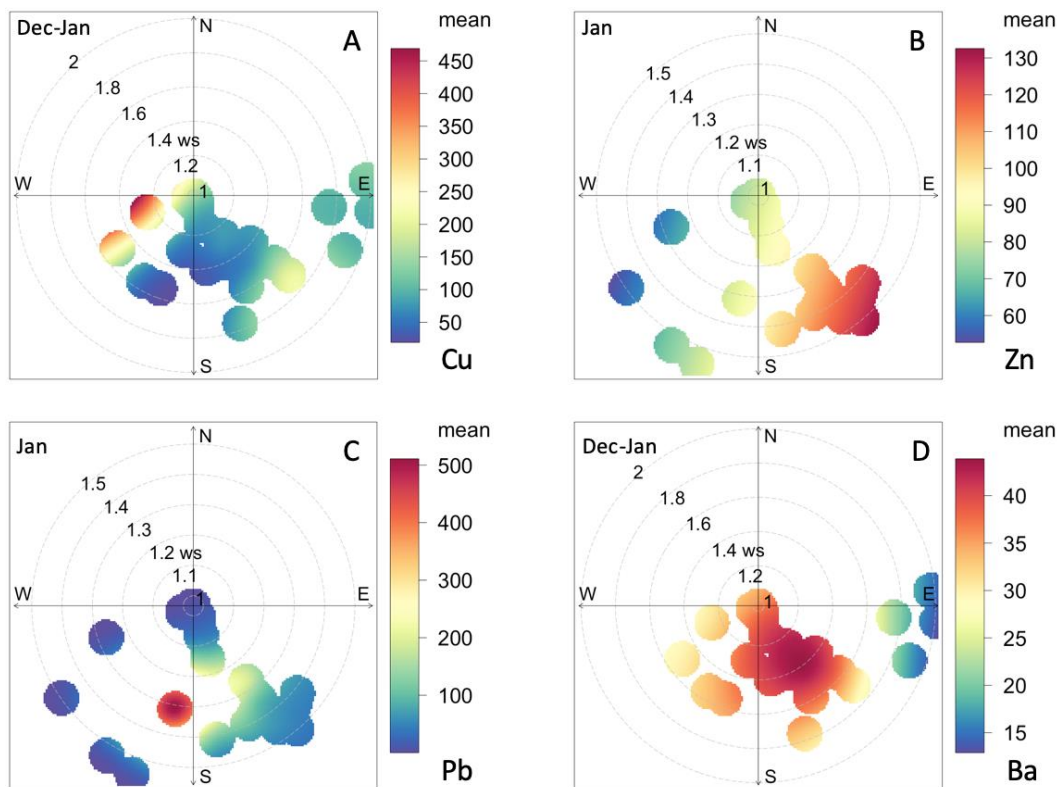 Dec-Jan
A
N
W
E
S
2
1.8
1.6
1.4 ws
1.2
1
mean
450
400
350
300
250
200
150
100
50
Cu
Jan
B
N
S
1.5
1.4
1.3
1.2 ws
1.1
1
W
E
mean
130
120
110
100
90
80
70
60
Zn
Jan
C
N
W
E
S
1.5
1.4
1.3
1.2 ws
1.1
1
mean
500
400
300
200
100
Pb
Dec-Jan
D
N
W
E
S
2
1.8
1.6
1.4 ws
1.2
1
mean
40
35
30
25
20
15
Ba